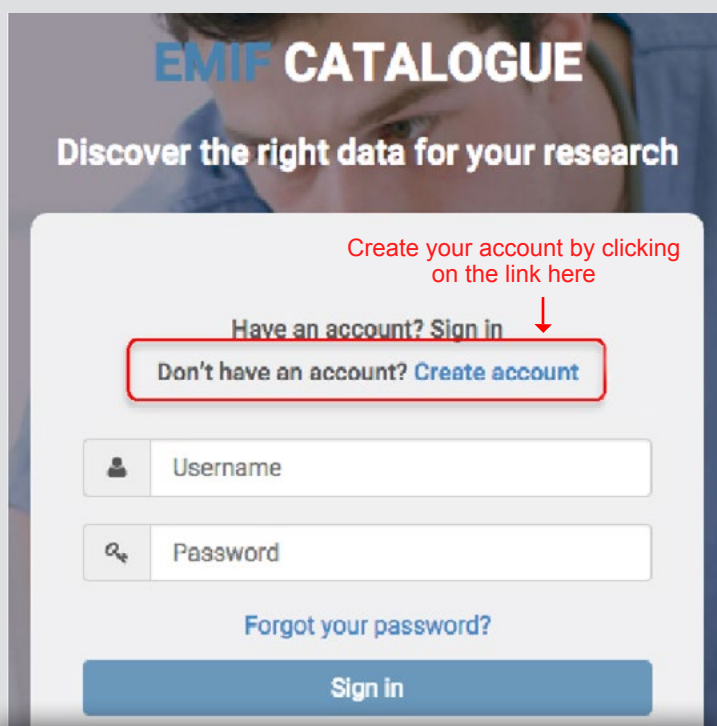 EMIF CATALOGUE
Discover the right data for your research
Create your account by clicking
on the link here
Have an account? Sign in
Don't have an account? Create account
Username
Password
Forgot your password?
Sign in